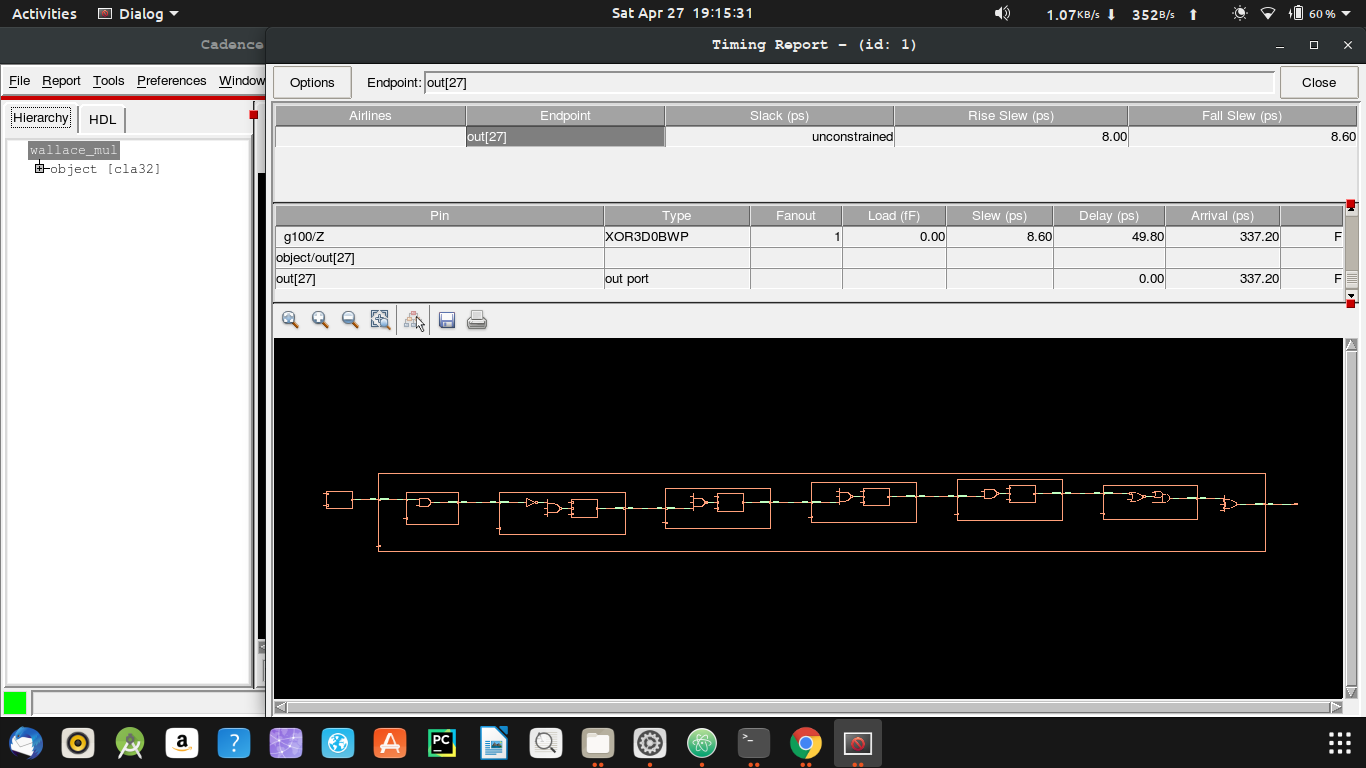 Activities Dialog Sat Apr 27 19:15:31 1.07KB/s 352B/s 60 %
Cadence Timing Report - (id: 1)
File Report Tools Preferences Window
Options Endpoint: out[27] Close
Hierarchy HDL
wallace_mul
object [cla32]
Airlines Endpoint Slack (ps) Rise Slew (ps) Fall Slew (ps)
out[27] unconstrained 8.00 8.60
Pin Type Fanout Load (fF) Slew (ps) Delay (ps) Arrival (ps)
g100/Z XOR3D0BWP 1 0.00 8.60 49.80 337.20 F
object/out[27]
out[27] out port 0.00 337.20 F
a ? A PC >_